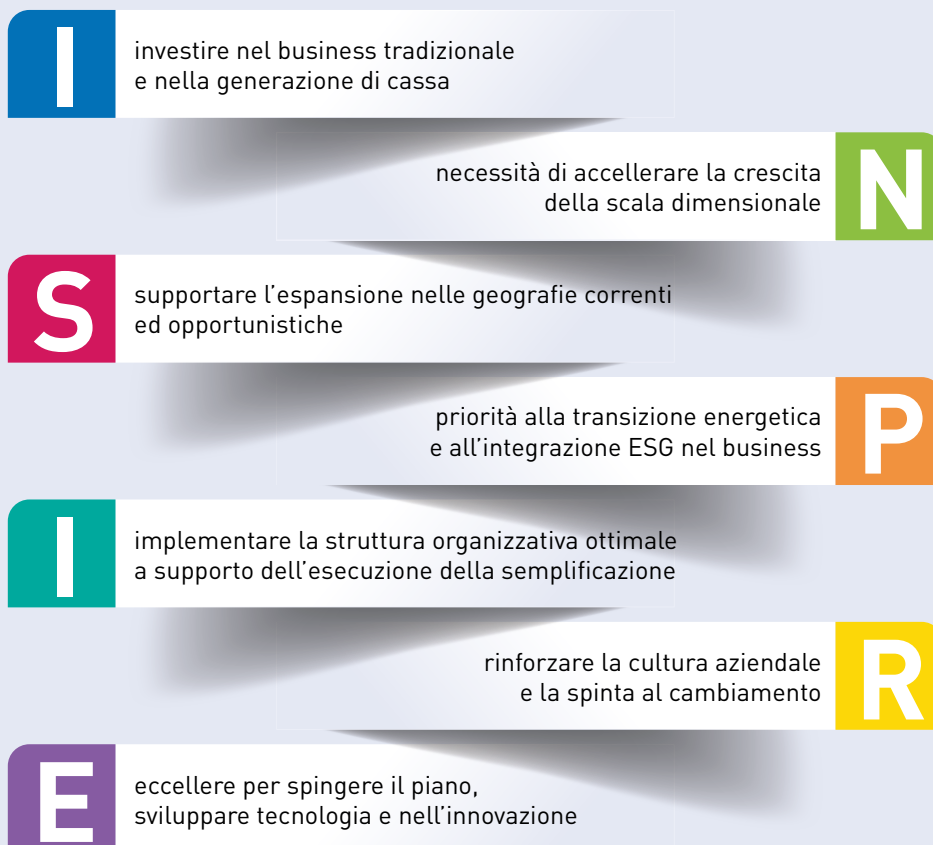 I
investire nel business tradizionale
e nella generazione di cassa
necessità di accellerare la crescita
della scala dimensionale
N
S
supportare l'espansione nelle geografie correnti
ed opportunistiche
priorità alla transizione energetica
e all'integrazione ESG nel business
P
I
implementare la struttura organizzativa ottimale
a supporto dell'esecuzione della semplificazione
rinforzare la cultura aziendale
e la spinta al cambiamento
R
E
eccellere per spingere il piano,
sviluppare tecnologia e nell'innovazione